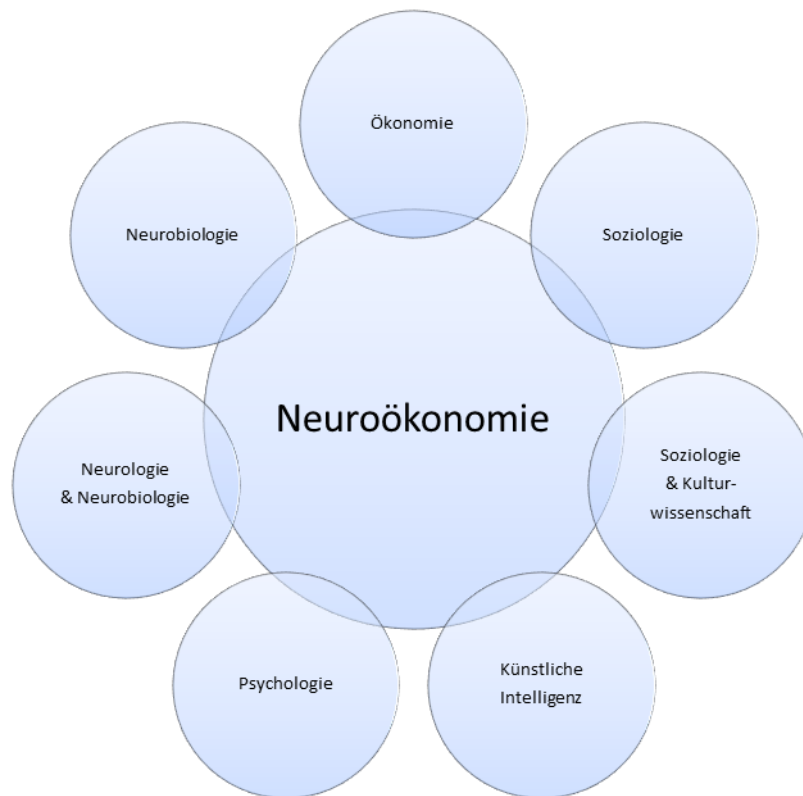 Ökonomie
Neurobiologie
Soziologie
Neuroökonomie
Neurologie
& Neurobiologie
Soziologie
& Kultur-
wissenschaft
Psychologie
Künstliche
Intelligenz